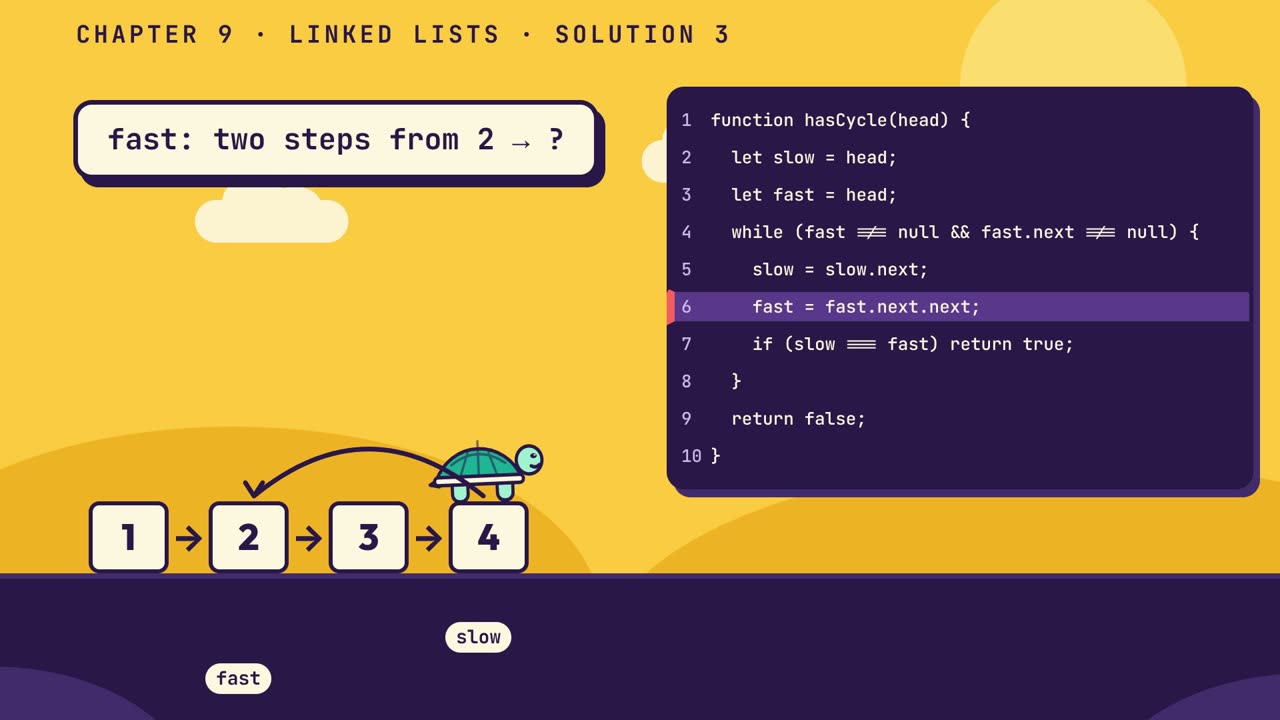 CHAPTER 9 · LINKED LISTS · SOLUTION 3
fast: two steps from 2 → ?
1 function hasCycle(head) {
2 let slow = head;
3 let fast = head;
4 while (fast !== null && fast.next !== null) {
5 slow = slow.next;
6 fast = fast.next.next;
7 if (slow === fast) return true;
8 }
9 return false;
10 }
1 → 2 → 3 → 4
slow
fast